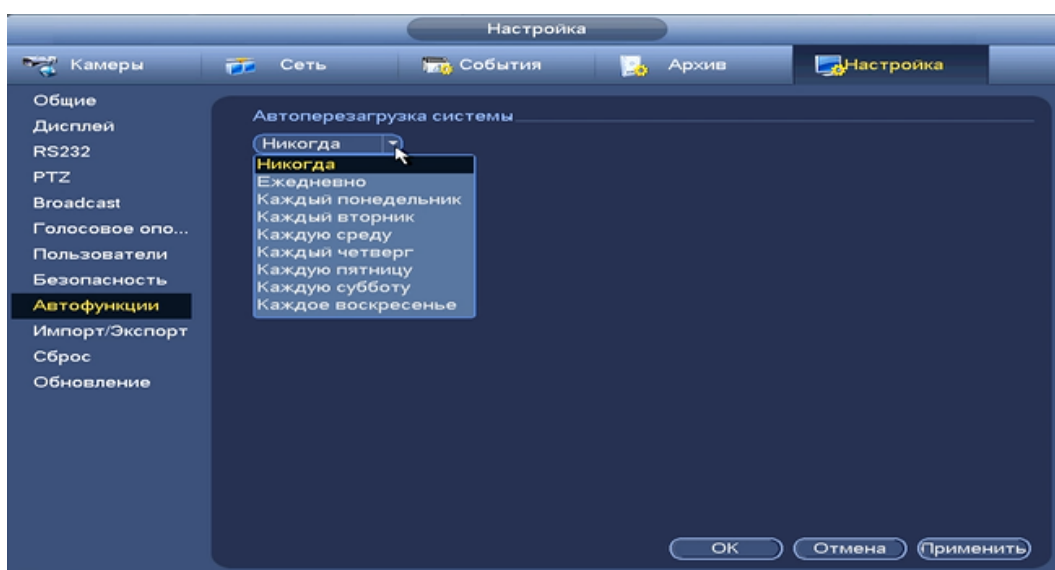 Настройка
Камеры
Сеть
События
Архив
Настройка
Общие
Дисплей
RS232
PTZ
Broadcast
Голосовое опо...
Пользователи
Безопасность
Автофункции
Импорт/Экспорт
Сброс
Обновление
Автоперезагрузка системы
Никогда
Никогда
Ежедневно
Каждый понедельник
Каждый вторник
Каждую среду
Каждый четверг
Каждую пятницу
Каждую субботу
Каждое воскресенье
ОК
Отмена
Применить